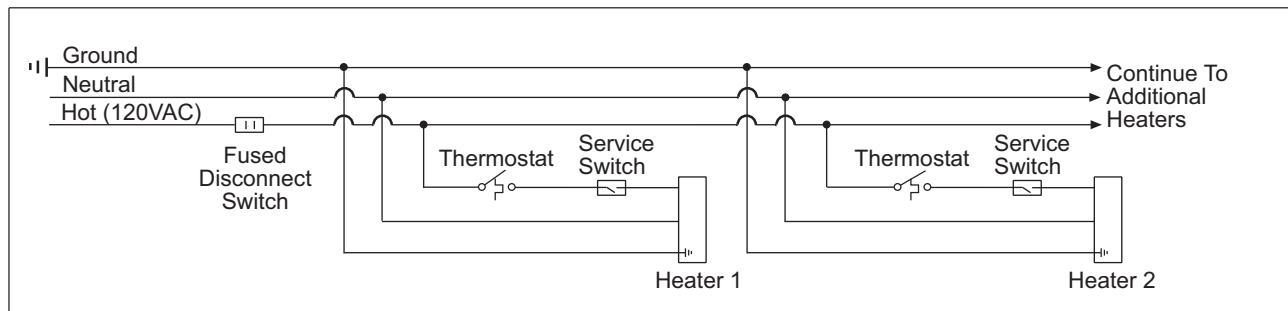 Ground
Neutral
Hot (120VAC)
Fused
Disconnect
Switch
Thermostat
Service
Switch
Heater 1
Thermostat
Service
Switch
Heater 2
Continue To
Additional
Heaters